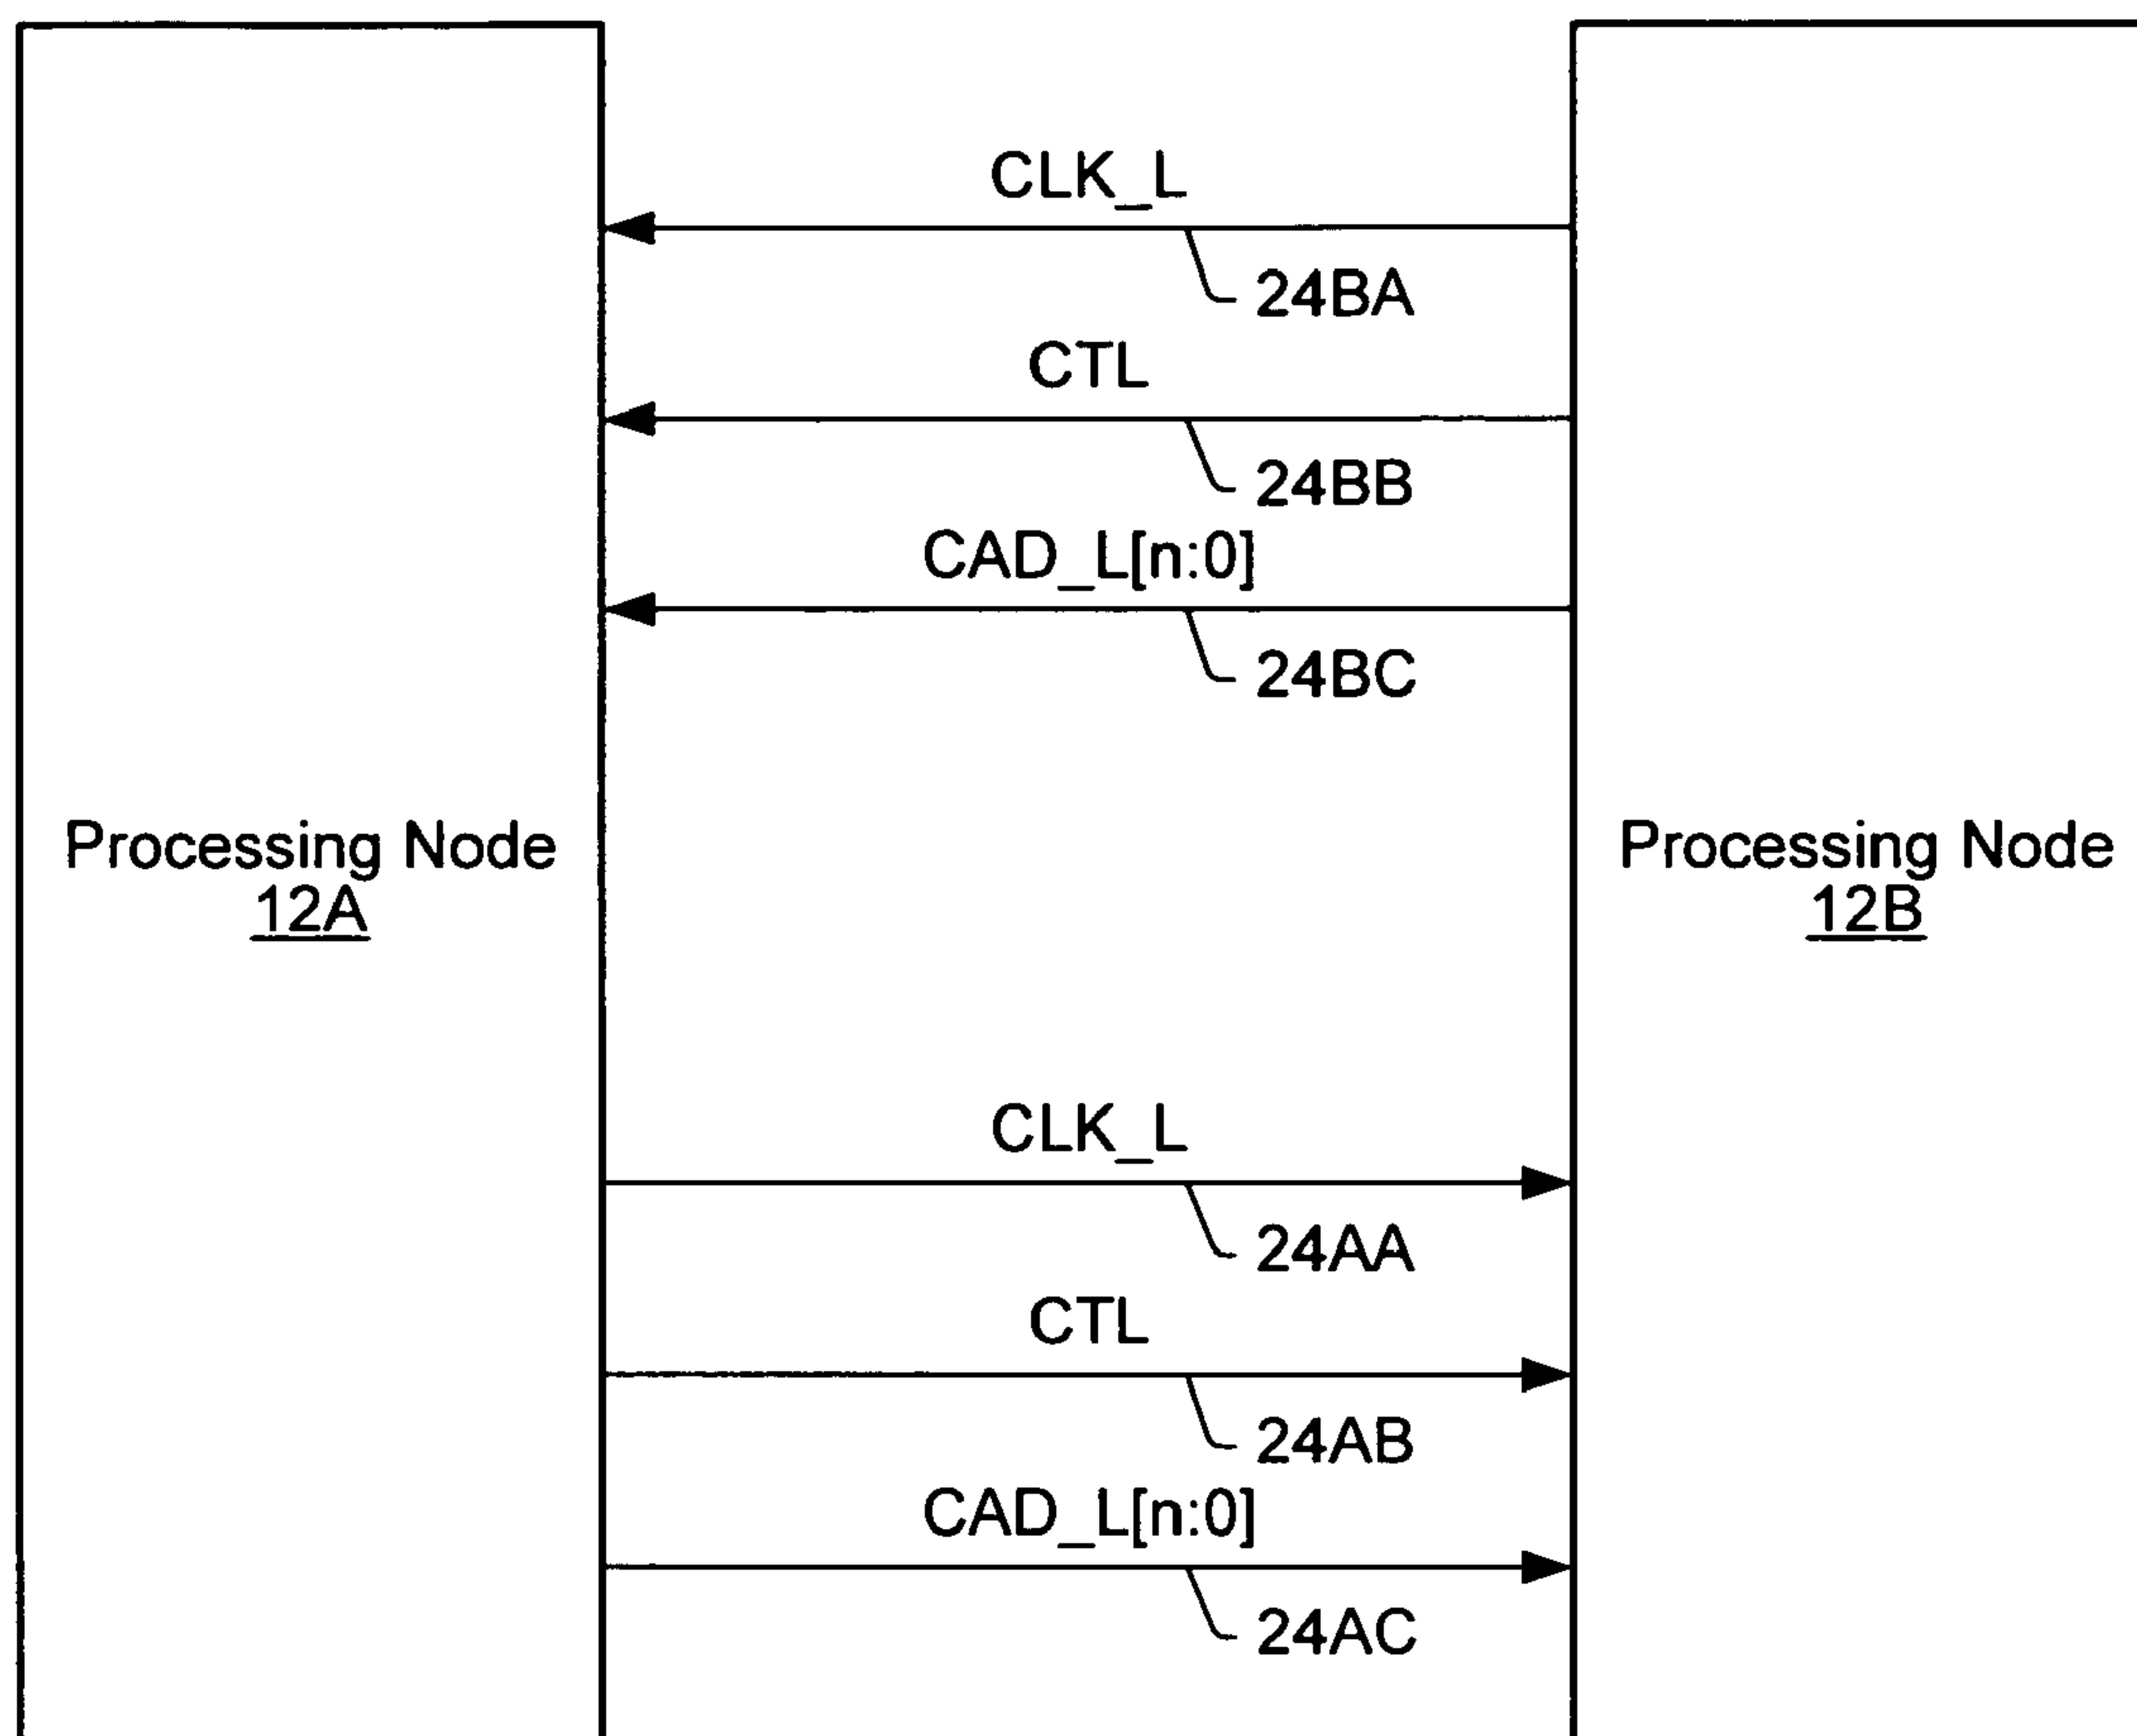 CLK_L
24BA
CTL
24BB
CAD_L[n:0]
24BC
Processing Node
12A
Processing Node
12B
CLK_L
24AA
CTL
24AB
CAD_L[n:0]
24AC